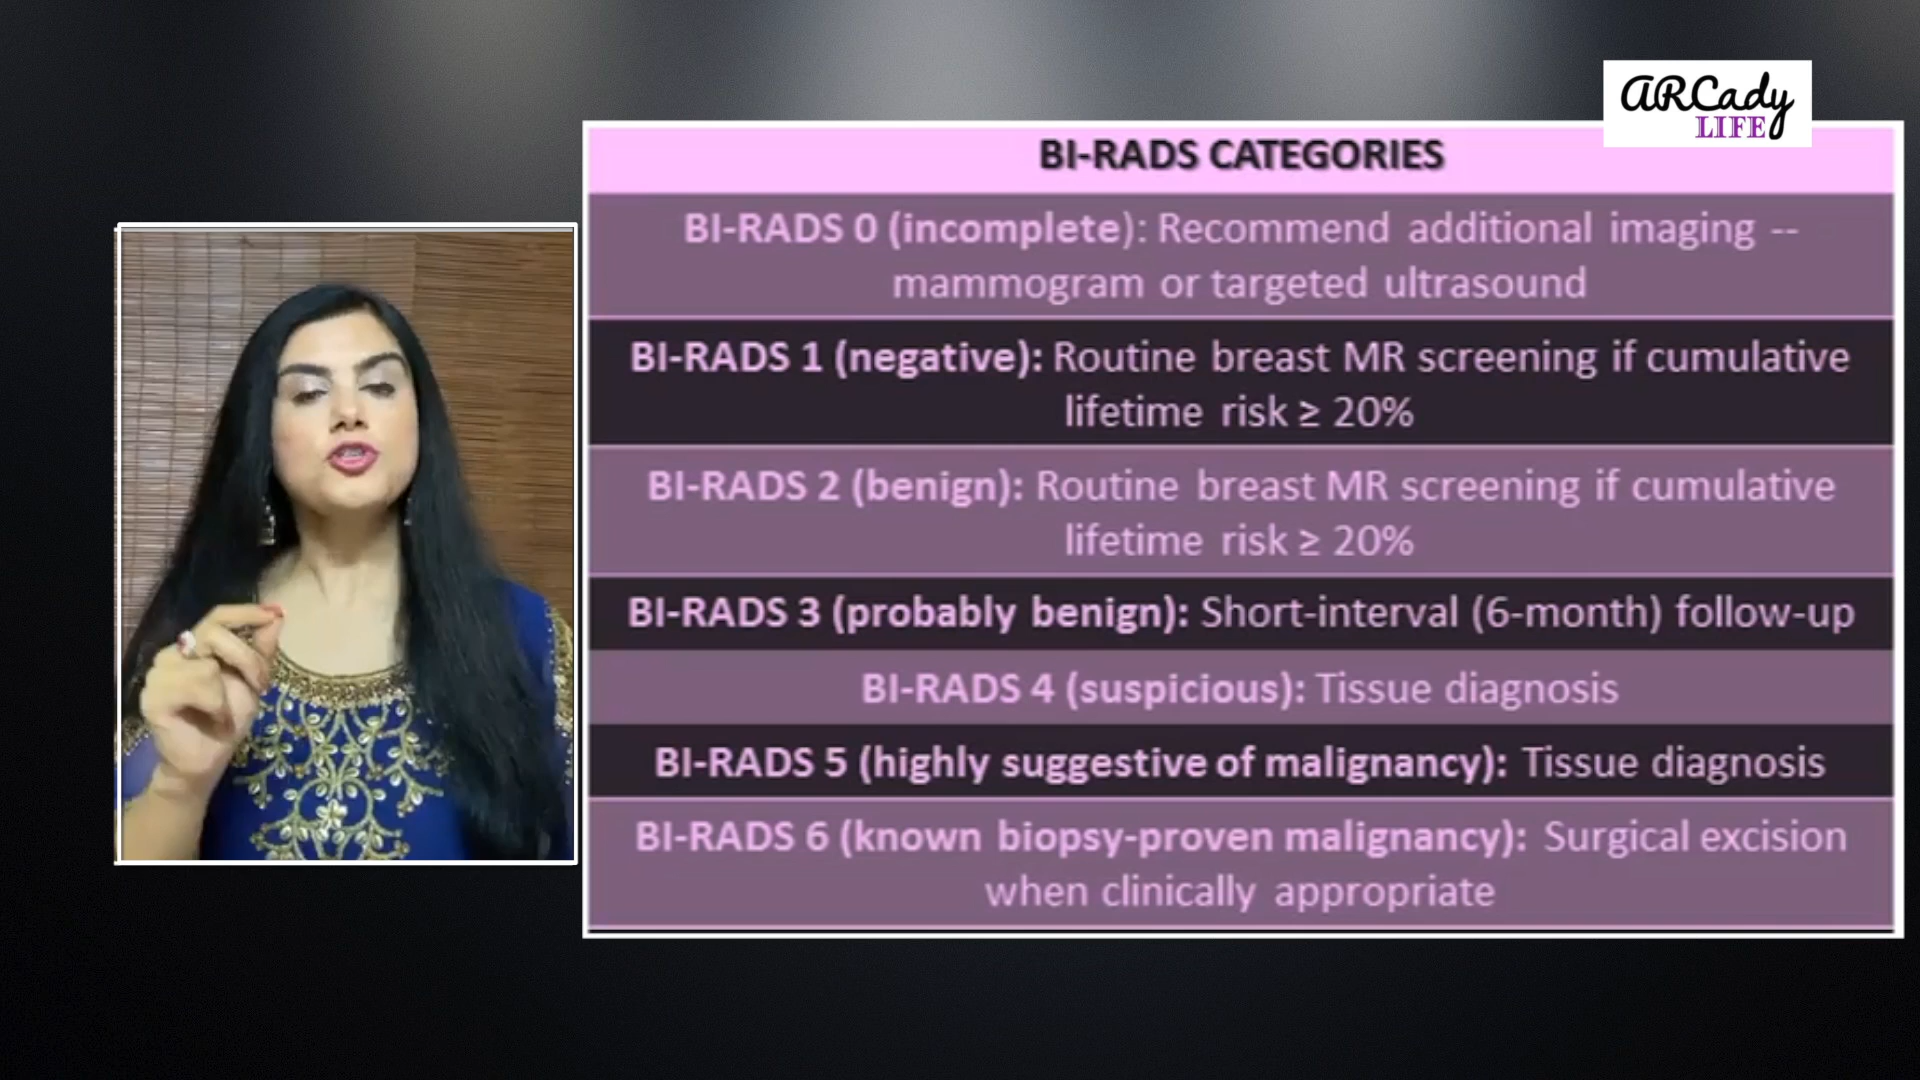 ARCady
LIFE
BI-RADS CATEGORIES
BI-RADS 0 (incomplete): Recommend additional imaging --
mammogram or targeted ultrasound
BI-RADS 1 (negative): Routine breast MR screening if cumulative
lifetime risk ≥ 20%
BI-RADS 2 (benign): Routine breast MR screening if cumulative
lifetime risk ≥ 20%
BI-RADS 3 (probably benign): Short-interval (6-month) follow-up
BI-RADS 4 (suspicious): Tissue diagnosis
BI-RADS 5 (highly suggestive of malignancy): Tissue diagnosis
BI-RADS 6 (known biopsy-proven malignancy): Surgical excision
when clinically appropriate